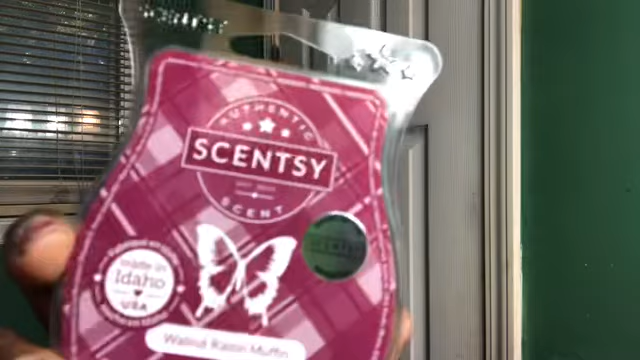 AUTHENTIC
SCENTSY
SCENT
made in
Idaho
USA
Walnut Raisin Muffin